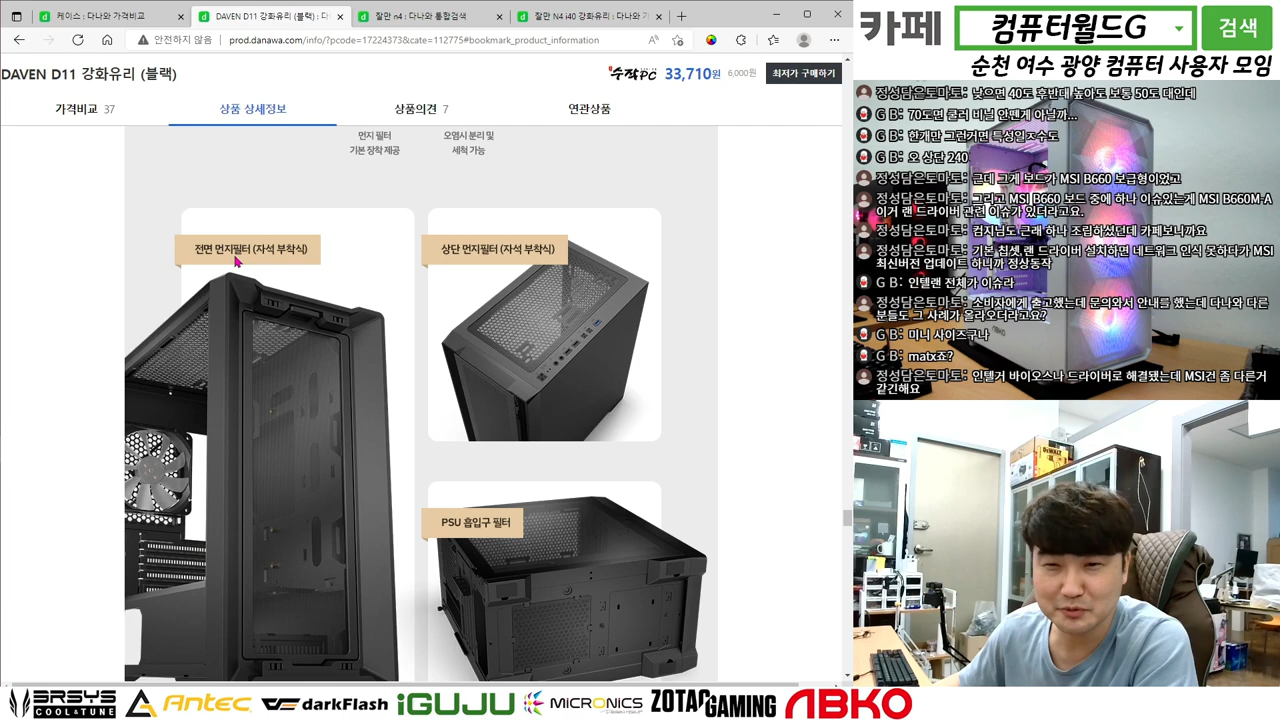 케이스 : 다나와 가격비교
DAVEN D11 강화유리 (블랙) : 다
잘만 n4 : 다나와 통합검색
잘만 N4 i40 강화유리 : 다나와 가
안전하지 않음
prod.danawa.com/info/?pcode=17224373&cate=112775#bookmark_product_information
DAVEN D11 강화유리 (블랙)
수작PC
33,710원
6,000원
최저가 구매하기
가격비교 37
상품 상세정보
상품의견 7
연관상품
먼지 필터
기본 장착 제공
오염시 분리 및
세척 가능
전면 먼지필터 (자석 부착식)
상단 먼지필터 (자석 부착식)
PSU 흡입구 필터
카페
컴퓨터월드G
검색
순천 여수 광양 컴퓨터 사용자 모임
정성담은토마토: 낮으면 40도 후반대 높아도 보통 50도 대인데
G B: 70도면 쿨러 비닐 안뗀게 아닐까...
G B: 한개만 그런거면 특성일ㅈ수도
G B: 오 상단 240
정성담은토마토: 근데 그게 보드가 MSI B660 보급형이었고
정성담은토마토: 그리고 MSI B660 보드 중에 하나 이슈있는게 MSI B660M-A
이거 랜 드라이버 관련 이슈가 있더라고요.
정성담은토마토: 컴지님도 근래 하나 조립하셨던데 카페보니까요
정성담은토마토: 기본 칩셋 랜 드라이버 설치하면 네트워크 인식 못하다가 MSI
최신버전 업데이트 하니까 정상동작
G B: 인텔랜 전체가 이슈라
정성담은토마토: 소비자에게 출고했는데 문의와서 안내를 했는데 다나와 다른
분들도 그 사례가 올라오더라고요?
G B: 미니 사이즈구나
G B: matx죠?
정성담은토마토: 인텔거 바이오스나 드라이버로 해결됐는데 MSI건 좀 다른거
같긴해요
DEWALT
3RSYS
COOL & TUNE
Antec
darkFlash
iGUJU
MICRONICS
ZOTAC GAMING
ABKO